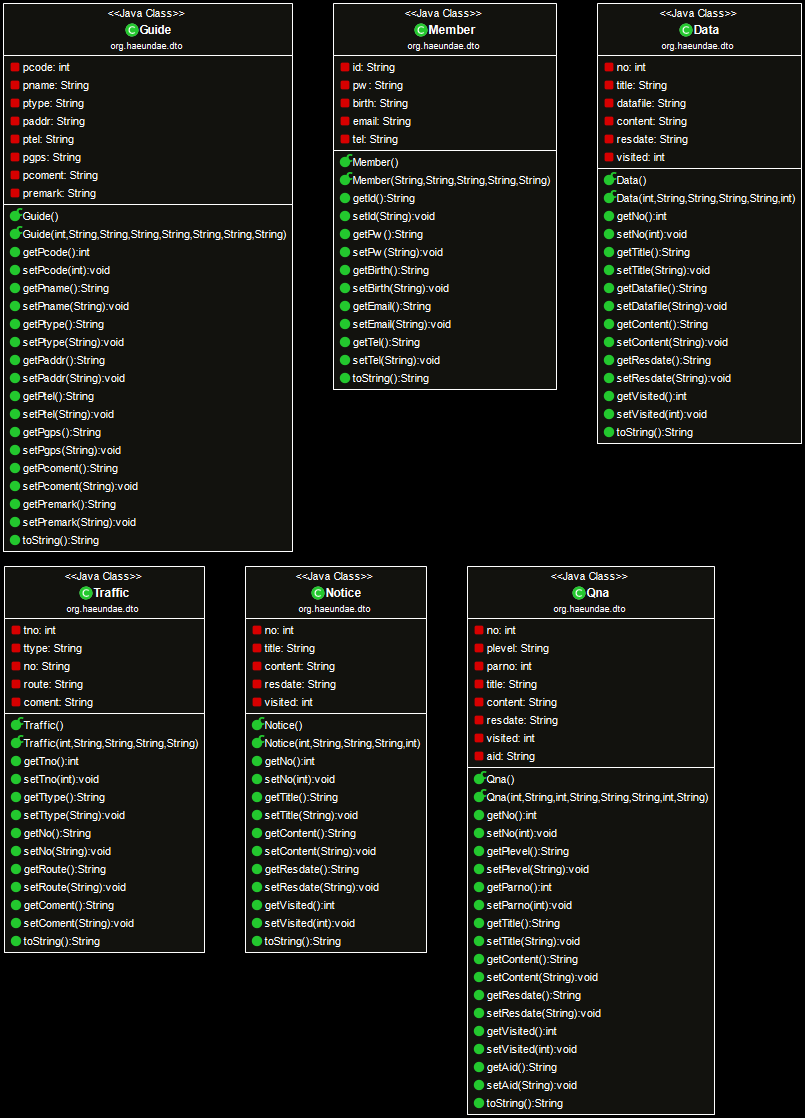 <<Java Class>>
Guide
org.haeundae.dto
pcode: int
pname: String
ptype: String
paddr: String
ptel: String
pgps: String
pcoment: String
premark: String
Guide()
Guide(int,String,String,String,String,String,String,String)
getPcode():int
setPcode(int):void
getPname():String
setPname(String):void
getPtype():String
setPtype(String):void
getPaddr():String
setPaddr(String):void
getPtel():String
setPtel(String):void
getPgps():String
setPgps(String):void
getPcoment():String
setPcoment(String):void
getPremark():String
setPremark(String):void
toString():String
<<Java Class>>
Member
org.haeundae.dto
id: String
pw: String
birth: String
email: String
tel: String
Member()
Member(String,String,String,String,String)
getId():String
setId(String):void
getPw():String
setPw(String):void
getBirth():String
setBirth(String):void
getEmail():String
setEmail(String):void
getTel():String
setTel(String):void
toString():String
<<Java Class>>
Data
org.haeundae.dto
no: int
title: String
datafile: String
content: String
resdate: String
visited: int
Data()
Data(int,String,String,String,String,int)
getNo():int
setNo(int):void
getTitle():String
setTitle(String):void
getDatafile():String
setDatafile(String):void
getContent():String
setContent(String):void
getResdate():String
setResdate(String):void
getVisited():int
setVisited(int):void
toString():String
<<Java Class>>
Traffic
org.haeundae.dto
tno: int
ttype: String
no: String
route: String
coment: String
Traffic()
Traffic(int,String,String,String,String)
getTno():int
setTno(int):void
getTtype():String
setTtype(String):void
getNo():String
setNo(String):void
getRoute():String
setRoute(String):void
getComent():String
setComent(String):void
toString():String
<<Java Class>>
Notice
org.haeundae.dto
no: int
title: String
content: String
resdate: String
visited: int
Notice()
Notice(int,String,String,String,int)
getNo():int
setNo(int):void
getTitle():String
setTitle(String):void
getContent():String
setContent(String):void
getResdate():String
setResdate(String):void
getVisited():int
setVisited(int):void
toString():String
<<Java Class>>
Qna
org.haeundae.dto
no: int
plevel: String
parno: int
title: String
content: String
resdate: String
visited: int
aid: String
Qna()
Qna(int,String,int,String,String,String,int,String)
getNo():int
setNo(int):void
getPlevel():String
setPlevel(String):void
getParno():int
setParno(int):void
getTitle():String
setTitle(String):void
getContent():String
setContent(String):void
getResdate():String
setResdate(String):void
getVisited():int
setVisited(int):void
getAid():String
setAid(String):void
toString():String